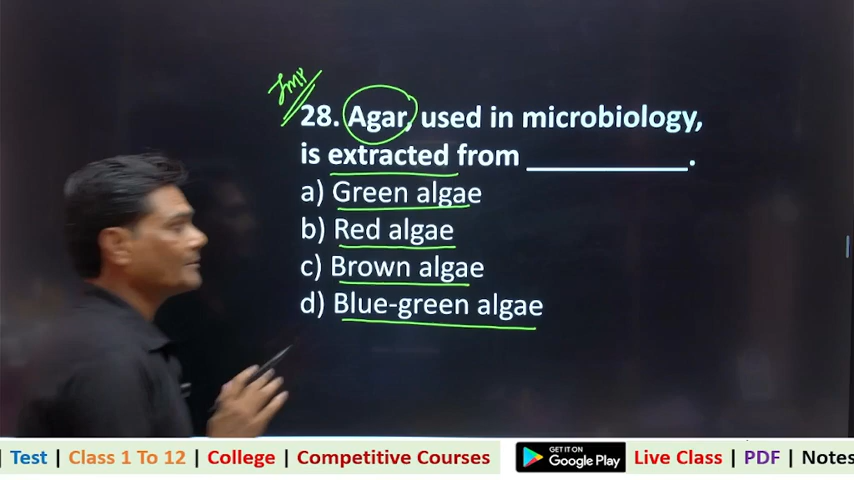 Imp
28. Agar, used in microbiology,
is extracted from __________.
a) Green algae
b) Red algae
c) Brown algae
d) Blue-green algae
| Test | Class 1 To 12 | College | Competitive Courses GET IT ON Google Play Live Class | PDF | Notes